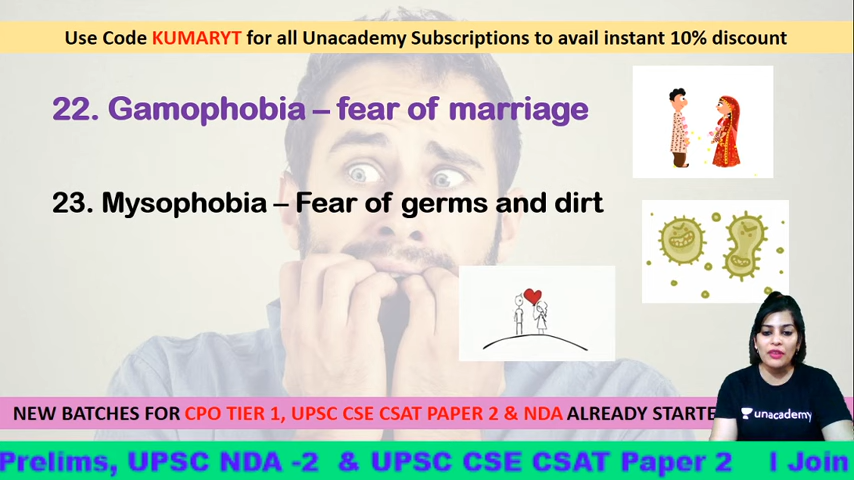 Use Code KUMARYT for all Unacademy Subscriptions to avail instant 10% discount
22. Gamophobia – fear of marriage
23. Mysophobia – Fear of germs and dirt
unacademy
NEW BATCHES FOR CPO TIER 1, UPSC CSE CSAT PAPER 2 & NDA ALREADY STARTE
Prelims, UPSC NDA -2 & UPSC CSE CSAT Paper 2 I Join